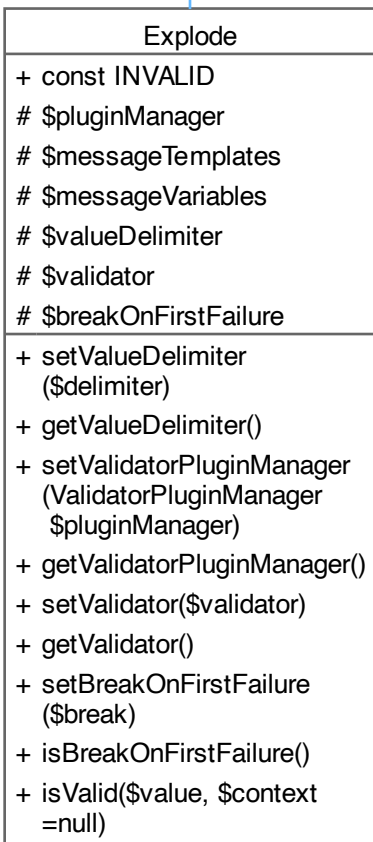 Explode
+ const INVALID
# $pluginManager
# $messageTemplates
# $messageVariables
# $valueDelimiter
# $validator
# $breakOnFirstFailure
+ setValueDelimiter
($delimiter)
+ getValueDelimiter()
+ setValidatorPluginManager
(ValidatorPluginManager
$pluginManager)
+ getValidatorPluginManager()
+ setValidator($validator)
+ getValidator()
+ setBreakOnFirstFailure
($break)
+ isBreakOnFirstFailure()
+ isValid($value, $context
=null)